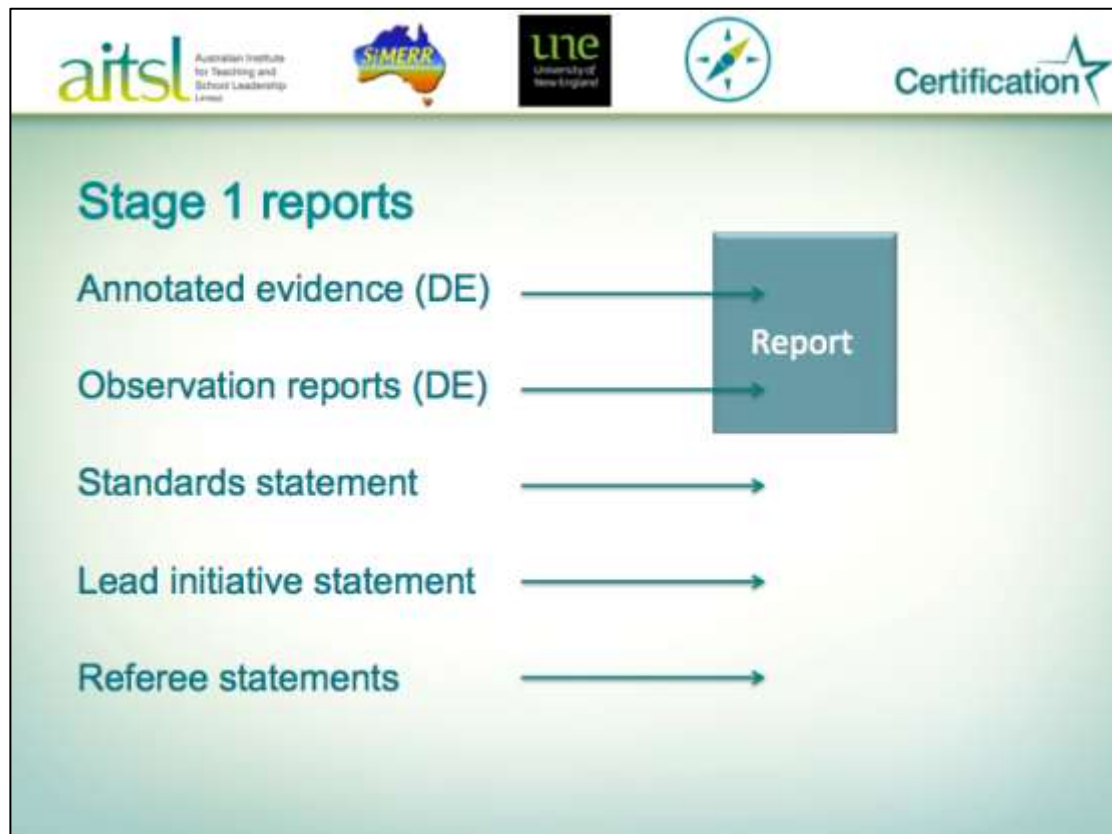 aitsl
Australian Institute
for Teaching and
School Leadership
Limited
SiMERR
une
University of
New England
Certification
Stage 1 reports
Annotated evidence (DE)
Report
Observation reports (DE)
Standards statement
Lead initiative statement
Referee statements